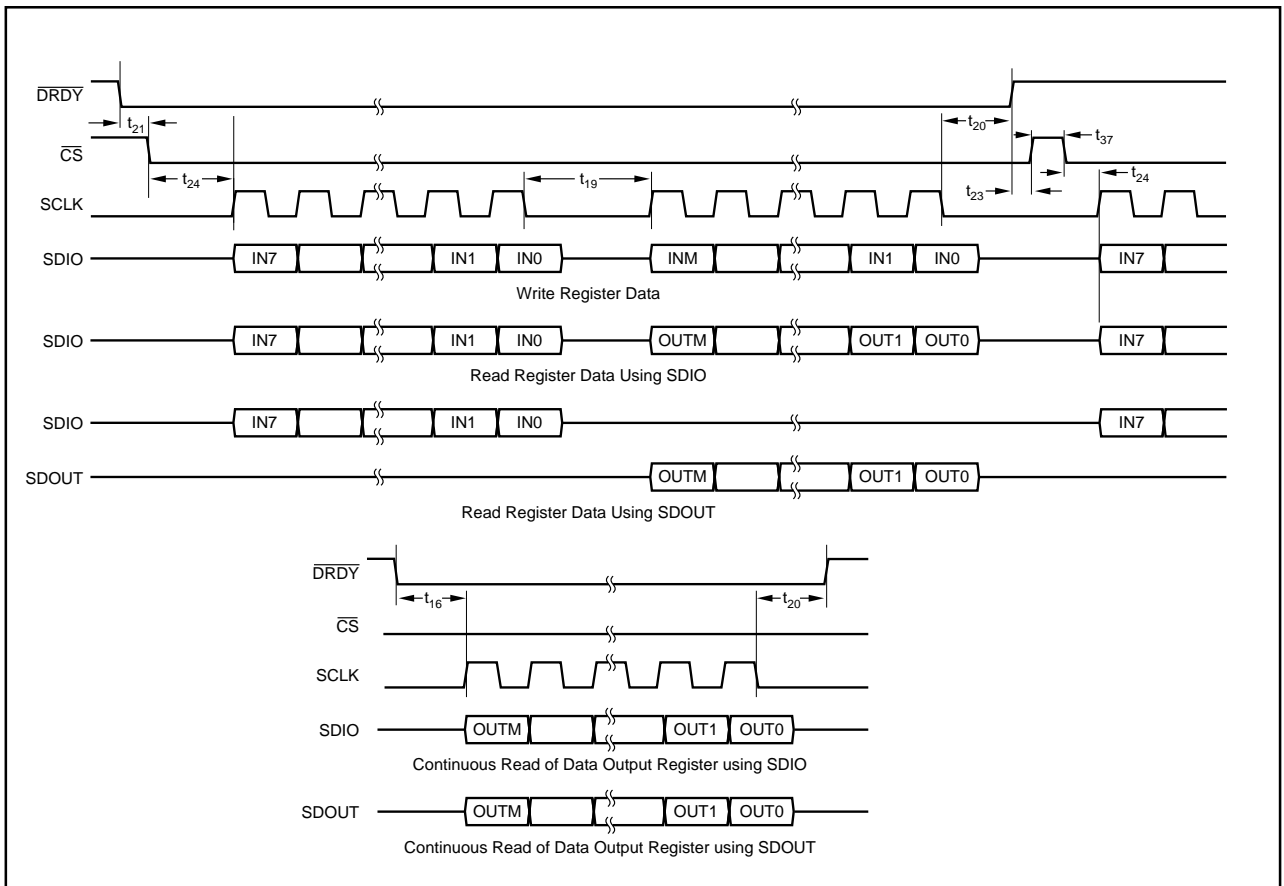 DRDY
t21 t20 t37
CS
t24 t19 t24
t23
SCLK
SDIO IN7 IN1 IN0 INM IN1 IN0 IN7
Write Register Data
SDIO IN7 IN1 IN0 OUTM OUT1 OUT0 IN7
Read Register Data Using SDIO
SDIO IN7 IN1 IN0 IN7
SDOUT OUTM OUT1 OUT0
Read Register Data Using SDOUT
DRDY
t16 t20
CS
SCLK
SDIO OUTM OUT1 OUT0
Continuous Read of Data Output Register using SDIO
SDOUT OUTM OUT1 OUT0
Continuous Read of Data Output Register using SDOUT